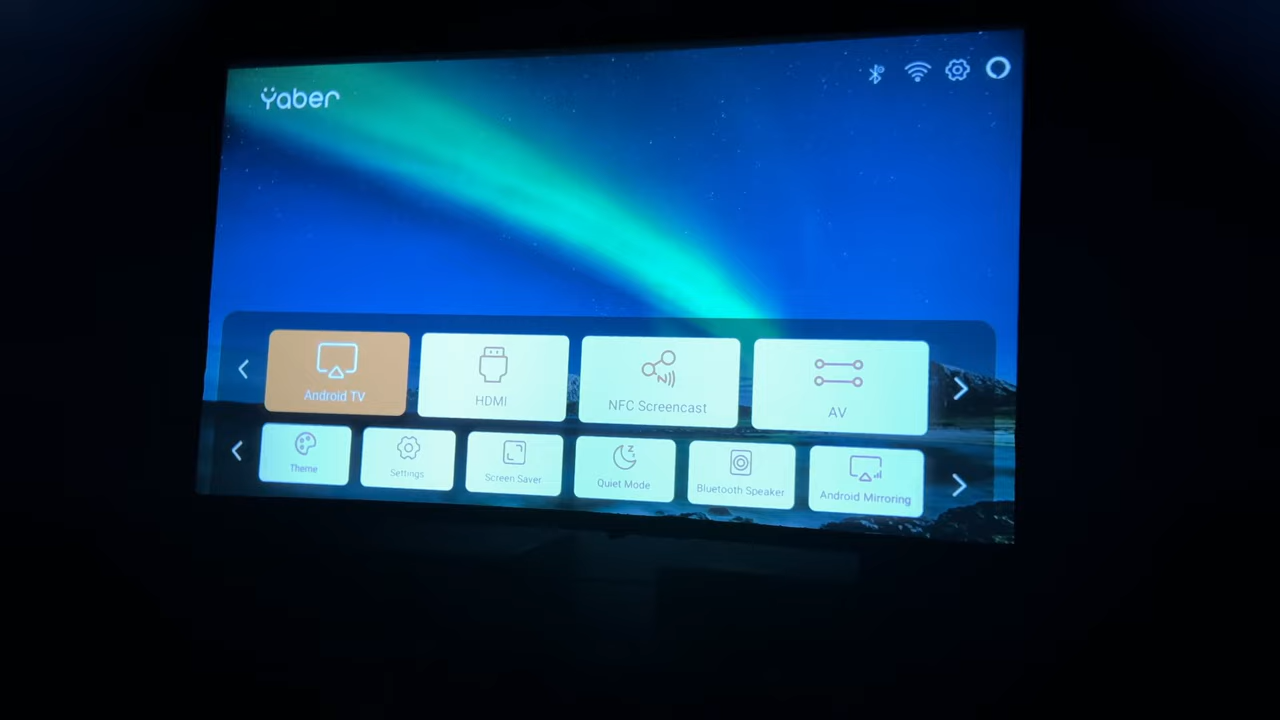 Yaber
Android TV
HDMI
NFC Screencast
AV
Theme
Settings
Screen Saver
Quiet Mode
Bluetooth Speaker
Android Mirroring